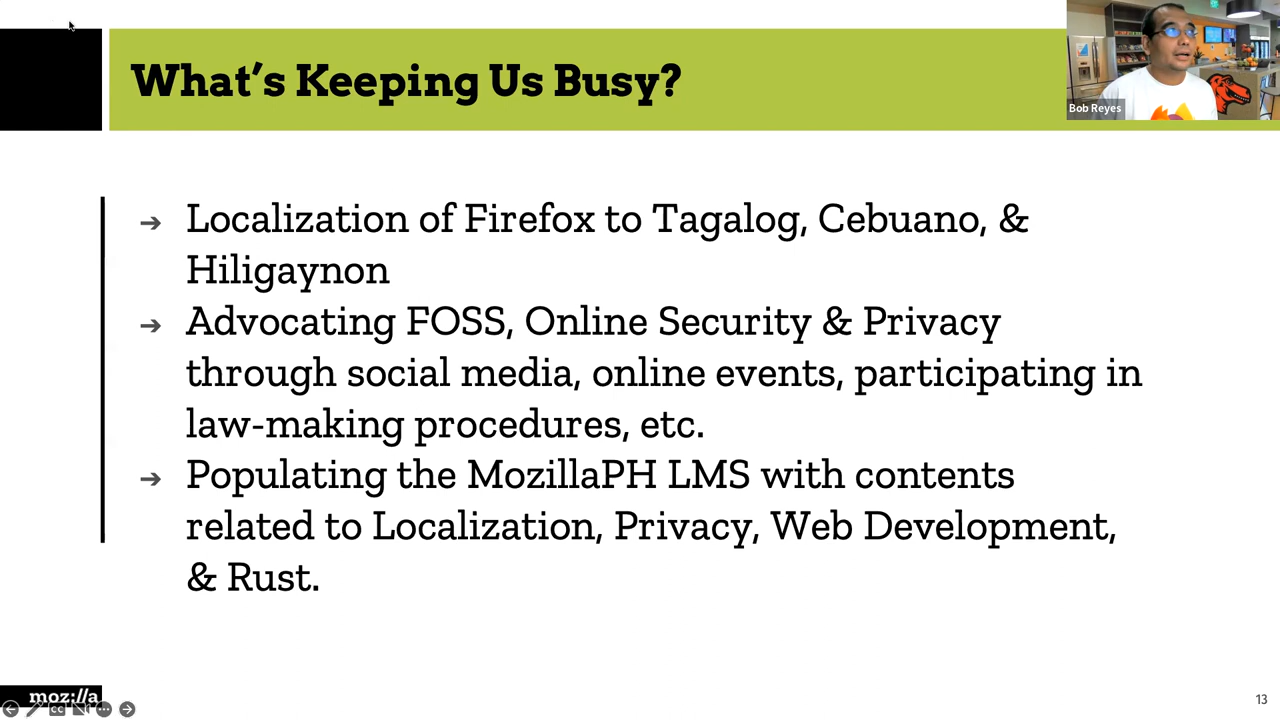 What's Keeping Us Busy?
Bob Reyes
➔ Localization of Firefox to Tagalog, Cebuano, &
Hiligaynon
➔ Advocating FOSS, Online Security & Privacy
through social media, online events, participating in
law-making procedures, etc.
➔ Populating the MozillaPH LMS with contents
related to Localization, Privacy, Web Development,
& Rust.
moz://a
CC
13